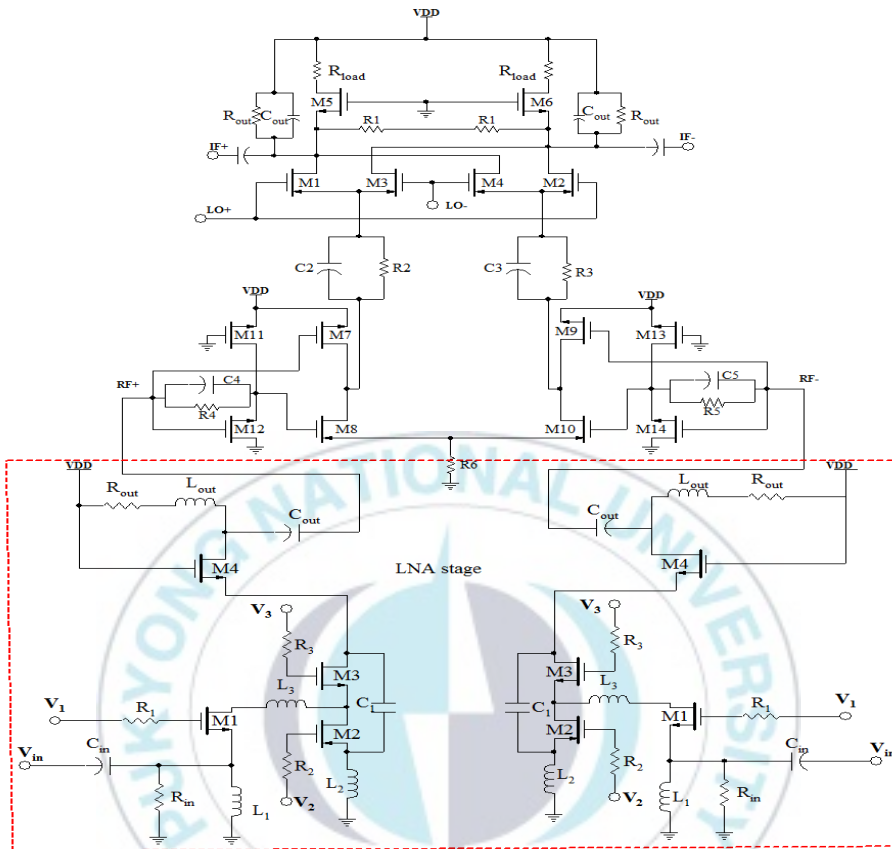 VDD
Rload Rload
M5 M6
Rout Cout Cout Rout
R1 R1
IF+ IF-
M1 M3 M4 M2
LO+ LO-
C2 R2 C3 R3
VDD VDD
M11 M7 M9 M13
RF+ C4 C5 RF-
R4 R5
M12 M8 M10 M14
R6
VDD VDD
Rout Lout Lout Rout
Cout Cout
M4 M4
LNA stage
V3 V3
R3 R3
M3 M3
L3 C1 C1 L3
V1 R1 M1 M2 M2 M1 R1 V1
Vin Cin Cin Vin
R2 R2
Rin L1 L2 L2 L1 Rin
V2 V2
PUKYONG NATIONAL UNIVERSITY